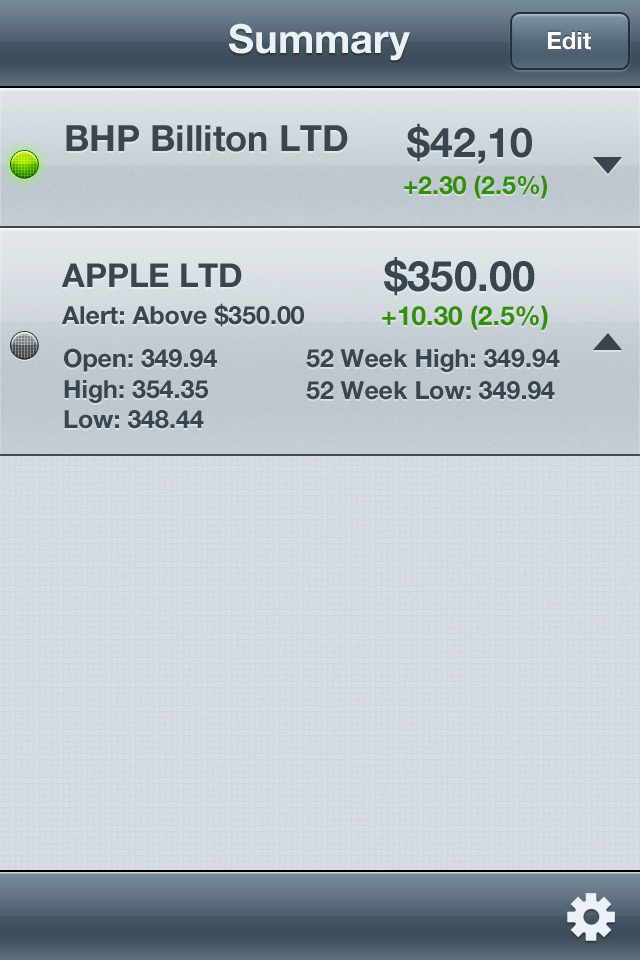 Summary
Edit
BHP Billiton LTD
$42,10
+2.30 (2.5%)
APPLE LTD
$350.00
Alert: Above $350.00
+10.30 (2.5%)
Open: 349.94
52 Week High: 349.94
High: 354.35
52 Week Low: 349.94
Low: 348.44